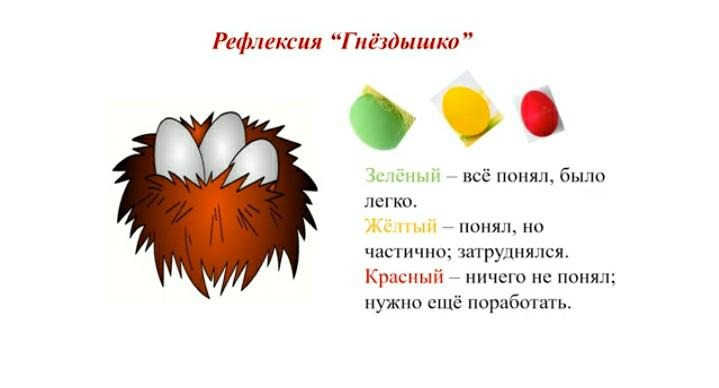 Рефлексия “Гнёздышко”
Зелёный – всё понял, было
легко.
Жёлтый – понял, но
частично; затруднялся.
Красный – ничего не понял;
нужно ещё поработать.